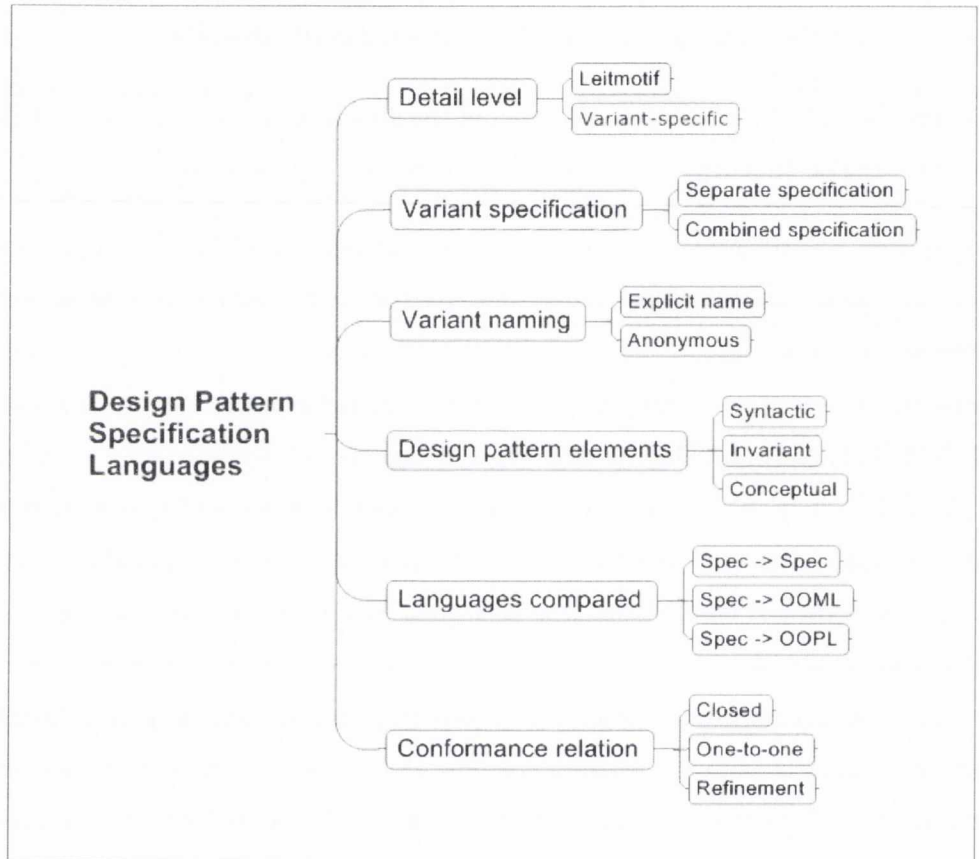 Design Pattern
Specification
Languages
Detail level
Leitmotif
Variant-specific
Variant specification
Separate specification
Combined specification
Variant naming
Explicit name
Anonymous
Design pattern elements
Syntactic
Invariant
Conceptual
Languages compared
Spec -> Spec
Spec -> OOML
Spec -> OOPL
Conformance relation
Closed
One-to-one
Refinement